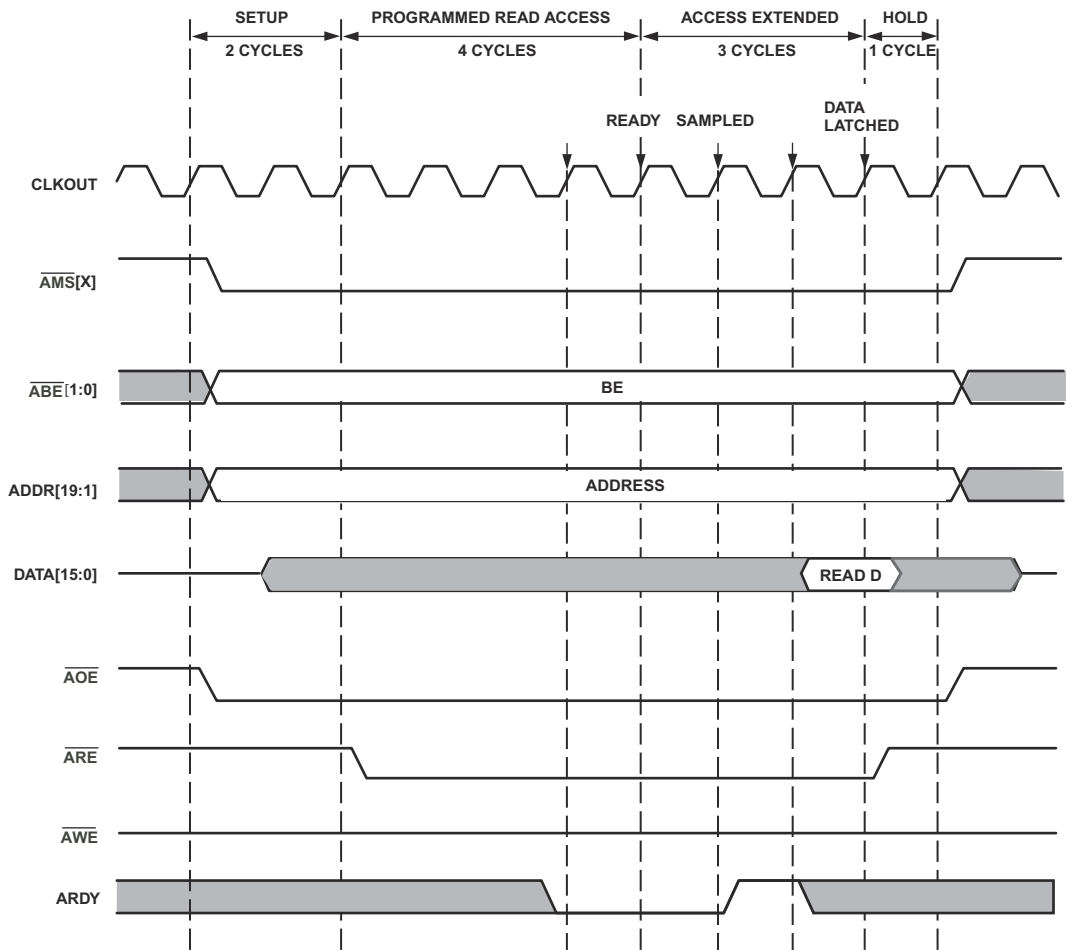 SETUP PROGRAMMED READ ACCESS ACCESS EXTENDED HOLD
2 CYCLES 4 CYCLES 3 CYCLES 1 CYCLE
READY SAMPLED
DATA
LATCHED
CLKOUT
AMS[X]
ABE[1:0]
BE
ADDR[19:1]
ADDRESS
DATA[15:0]
READ D
AOE
ARE
AWE
ARDY